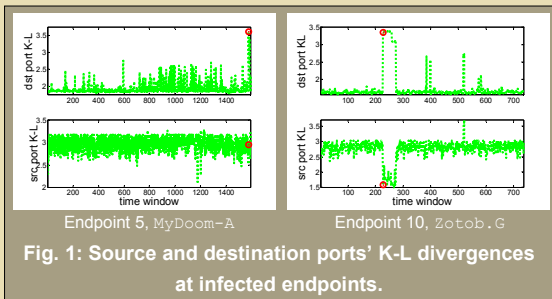 dst port K-L
3.5
3
2.5
2
200 400 600 800 1000 1200 1400
src port K-L
3.5
3
2.5
2
200 400 600 800 1000 1200 1400
time window
Endpoint 5, MyDoom-A
dst port KL
3.5
3
2.5
2
100 200 300 400 500 600 700
src port KL
3.5
3
2.5
2
1.5
100 200 300 400 500 600 700
time window
Endpoint 10, Zotob.G
Fig. 1: Source and destination ports' K-L divergences
at infected endpoints.